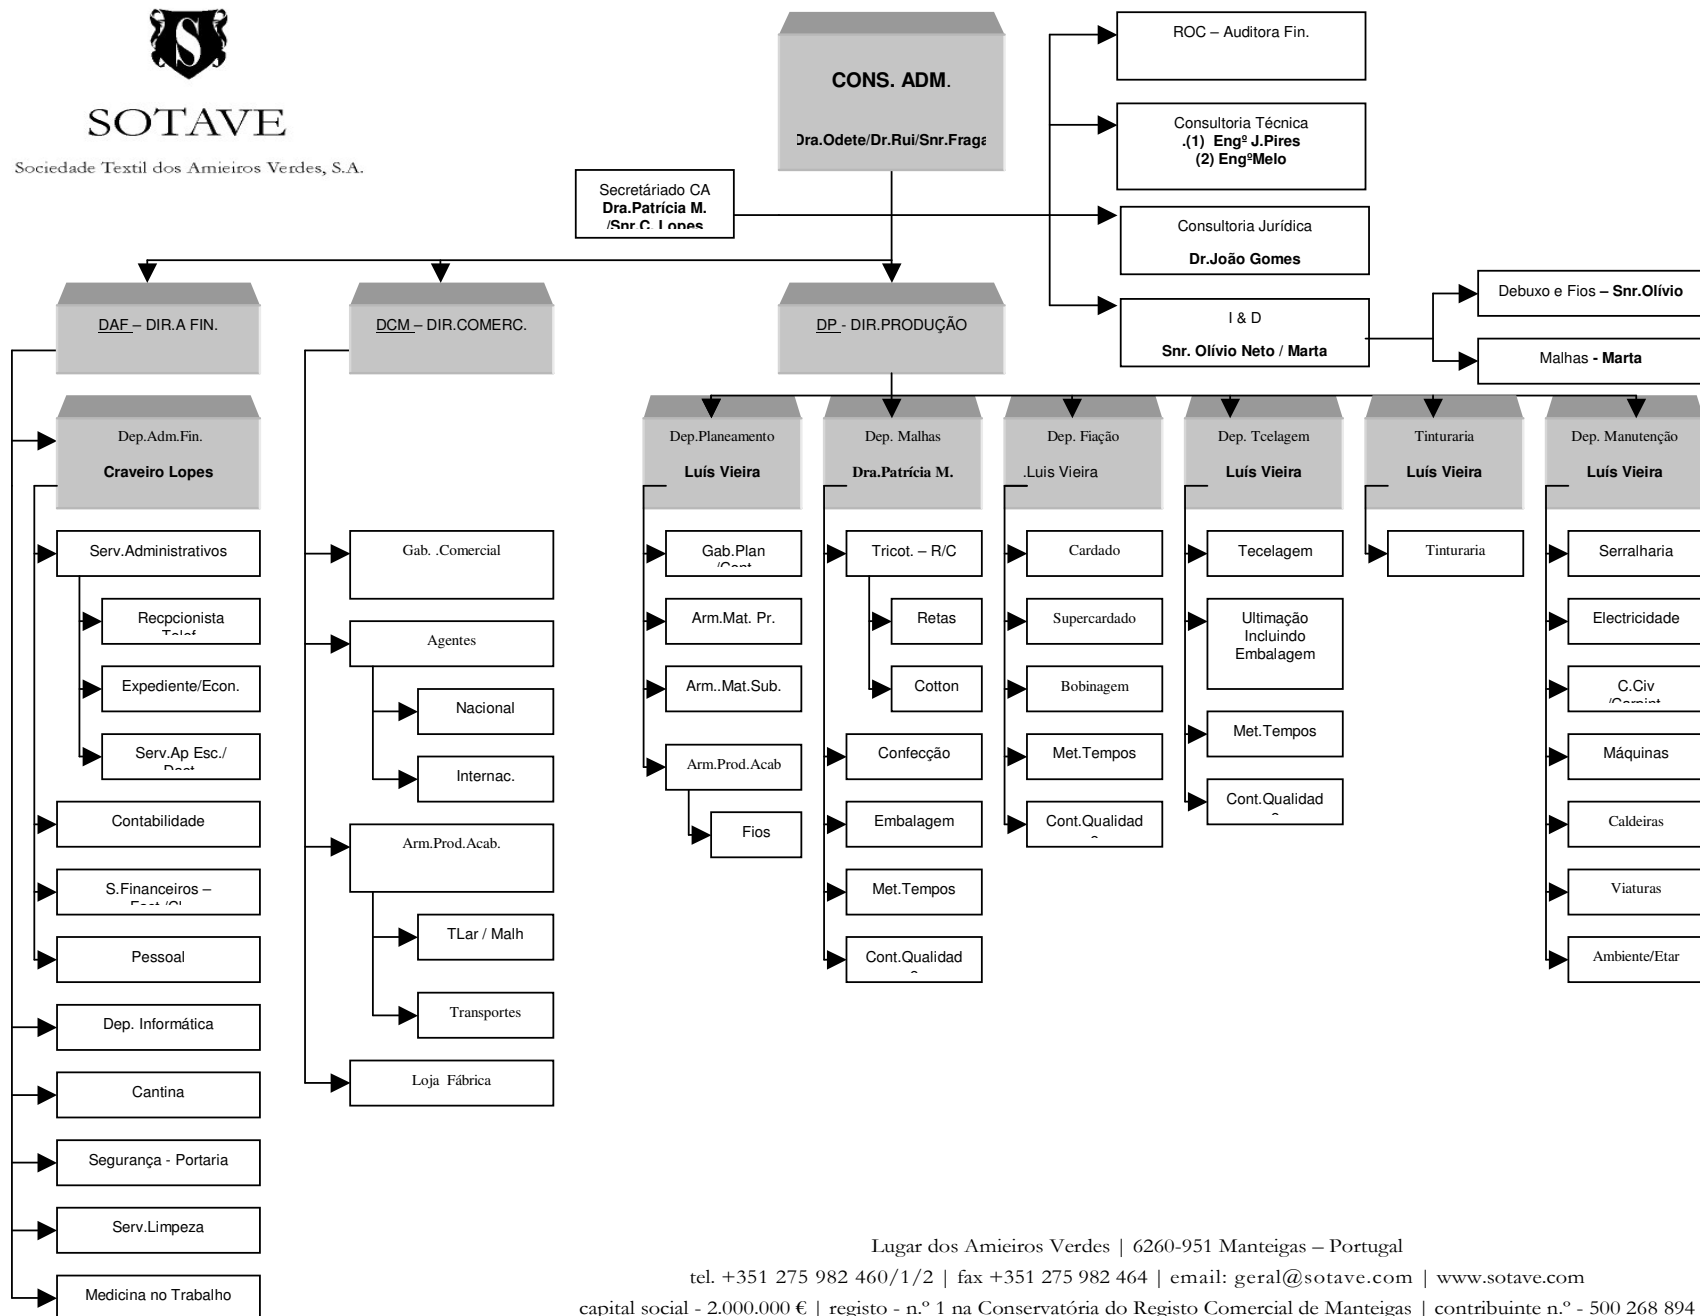 SOTAVE
Sociedade Textil dos Amieiros Verdes, S.A.
CONS. ADM.
Dra.Odete/Dr.Rui/Snr.Fraga
ROC – Auditora Fin.
Consultoria Técnica
.(1) Engº J.Pires
(2) EngºMelo
Secretáriado CA
Dra.Patrícia M.
/Snr.C. Lopes
Consultoria Jurídica
Dr.João Gomes
I & D
Snr. Olívio Neto / Marta
Debuxo e Fios – Snr.Olívio
Malhas - Marta
DAF – DIR.A FIN.
DCM – DIR.COMERC.
DP - DIR.PRODUÇÃO
Dep.Adm.Fin.
Craveiro Lopes
Serv.Administrativos
Recpcionista
Expediente/Econ.
Serv.Ap Esc./
Contabilidade
S.Financeiros –
Pessoal
Dep. Informática
Cantina
Segurança - Portaria
Serv.Limpeza
Medicina no Trabalho
Gab. .Comercial
Agentes
Nacional
Internac.
Arm.Prod.Acab.
TLar / Malh
Transportes
Loja Fábrica
Dep.Planeamento
Luís Vieira
Gab.Plan
Arm.Mat. Pr.
Arm..Mat.Sub.
Arm.Prod.Acab
Fios
Dep. Malhas
Dra.Patrícia M.
Tricot. – R/C
Retas
Cotton
Confecção
Embalagem
Met.Tempos
Cont.Qualidad
Dep. Fiação
.Luis Vieira
Cardado
Supercardado
Bobinagem
Met.Tempos
Cont.Qualidad
Dep. Tcelagem
Luís Vieira
Tecelagem
Ultimação
Incluindo
Embalagem
Met.Tempos
Cont.Qualidad
Tinturaria
Luís Vieira
Tinturaria
Dep. Manutenção
Luís Vieira
Serralharia
Electricidade
C.Civ
Máquinas
Caldeiras
Viaturas
Ambiente/Etar
Lugar dos Amieiros Verdes | 6260-951 Manteigas – Portugal
tel. +351 275 982 460/1/2 | fax +351 275 982 464 | email: geral@sotave.com | www.sotave.com
capital social - 2.000.000 € | registo - n.º 1 na Conservatória do Registo Comercial de Manteigas | contribuinte n.º - 500 268 894